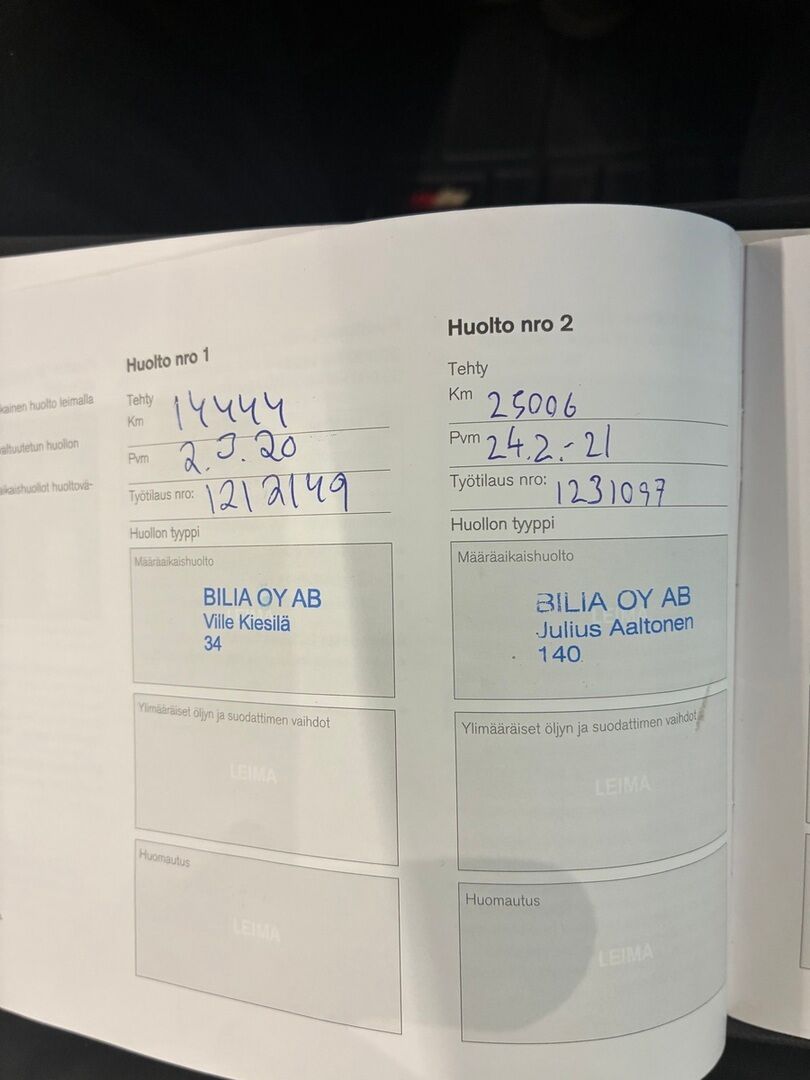 kainen huolto leimalla
valtuutetun huollon
aikaishuollot huoltovä-
Huolto nro 1
Tehty
Km 14444
Pvm 2.3.20
Työtilaus nro: 1212149
Huollon tyyppi
Määräaikaishuolto
BILIA OY AB
Ville Kiesilä
34
Ylimääräiset öljyn ja suodattimen vaihdot
LEIMA
Huomautus
LEIMA
Huolto nro 2
Tehty
Km 25006
Pvm 24.2.-21
Työtilaus nro: 1231097
Huollon tyyppi
Määräaikaishuolto
BILIA OY AB
Julius Aaltonen
140
Ylimääräiset öljyn ja suodattimen vaihdot
LEIMA
Huomautus
LEIMA